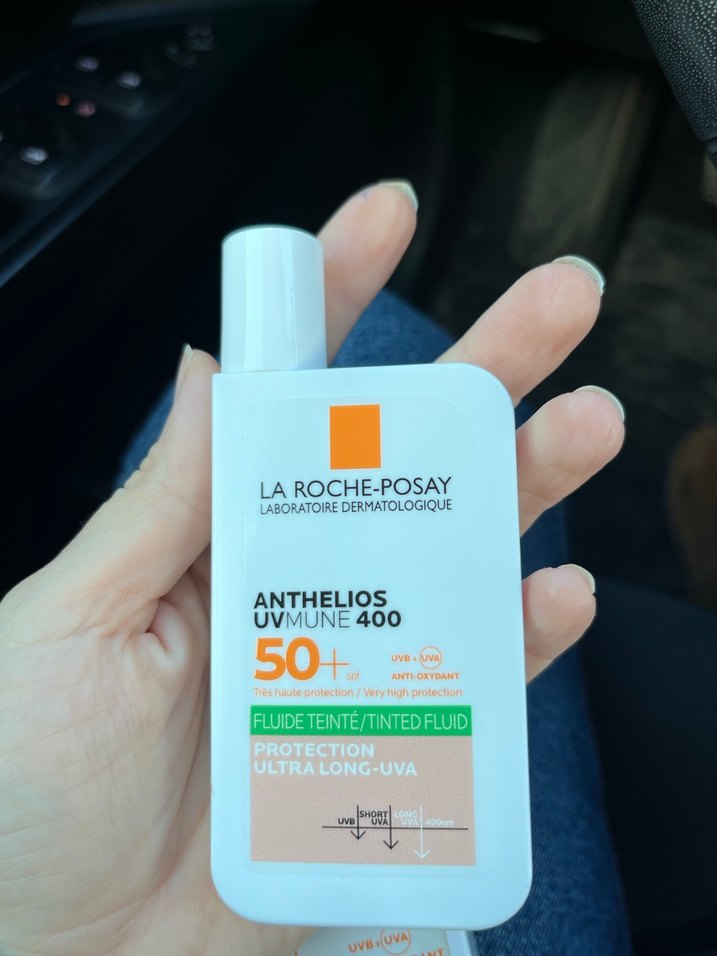 LA ROCHE-POSAY
LABORATOIRE DERMATOLOGIQUE
ANTHELIOS
UVMUNE 400
50+ spf
UVB + UVA
ANTI-OXYDANT
Très haute protection / Very high protection
FLUIDE TEINTÉ/TINTED FLUID
PROTECTION
ULTRA LONG-UVA
UVB SHORT UVA LONG UVA 400nm
UVB + UVA